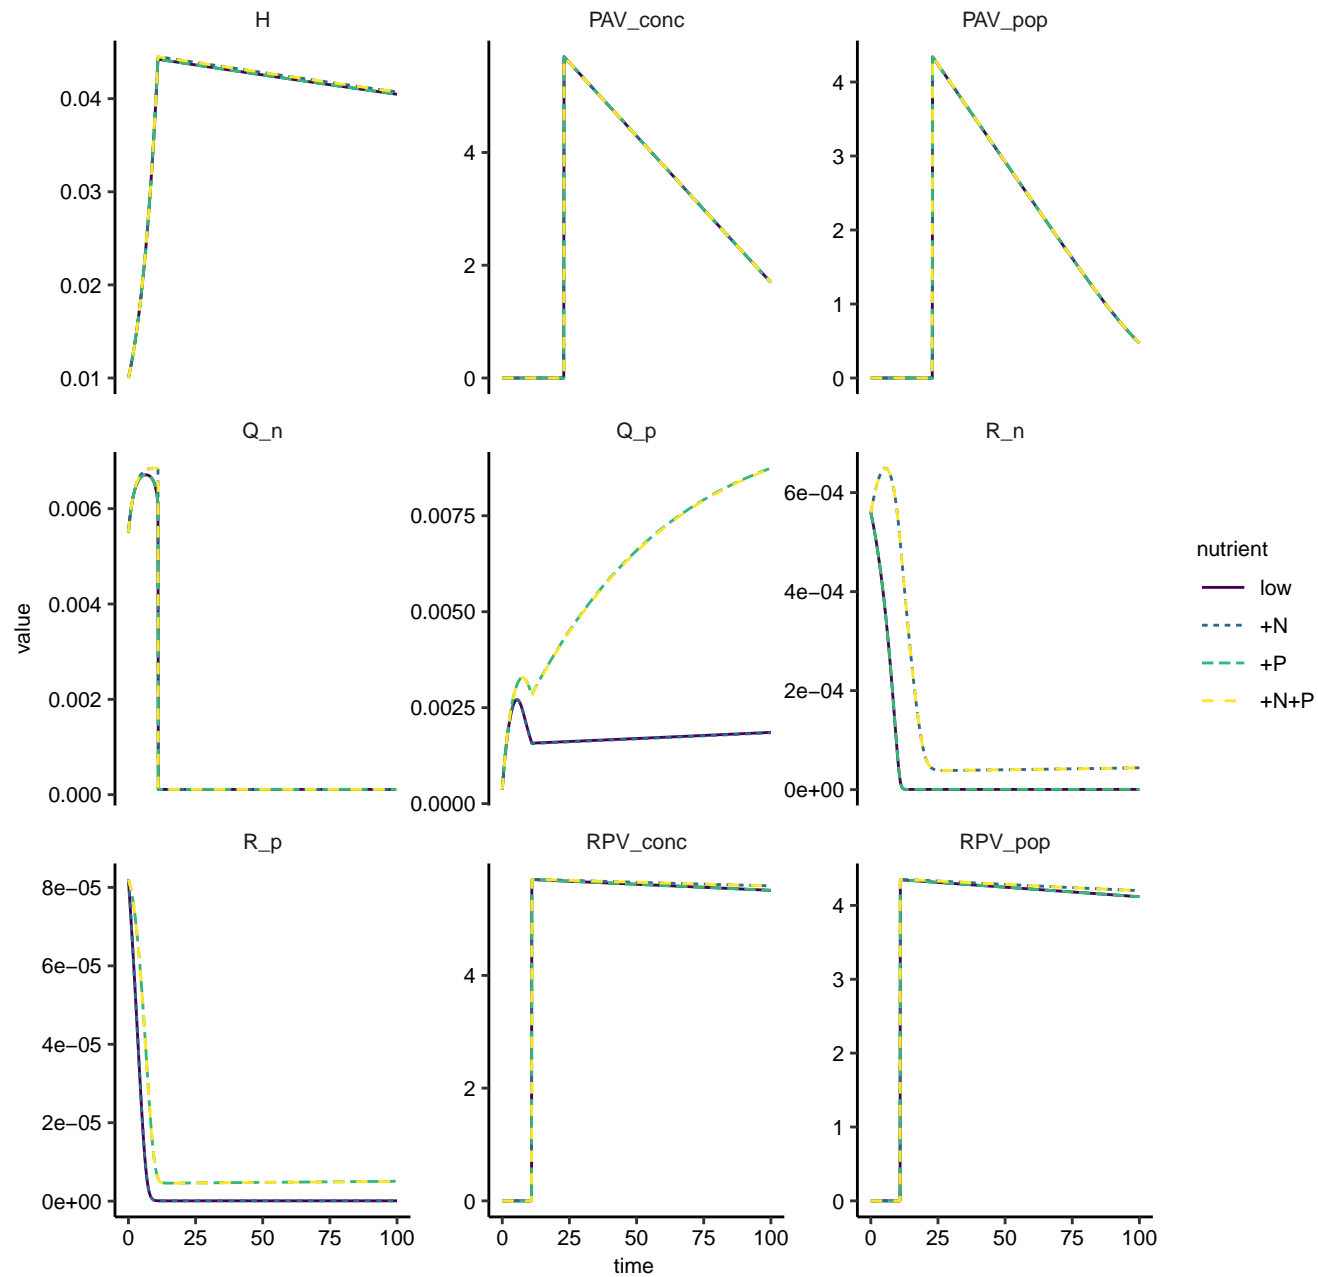 H
PAV_conc
PAV_pop
0.04
0.03
0.02
0.01
4
2
0
4
3
2
1
0
Q_n
Q_p
R_n
0.006
0.004
0.002
0.000
0.0075
0.0050
0.0025
0.0000
6e−04
4e−04
2e−04
0e+00
R_p
RPV_conc
RPV_pop
8e−05
6e−05
4e−05
2e−05
0e+00
4
2
0
4
3
2
1
0
0 25 50 75 100
0 25 50 75 100
0 25 50 75 100
time
value
nutrient
low
+N
+P
+N+P